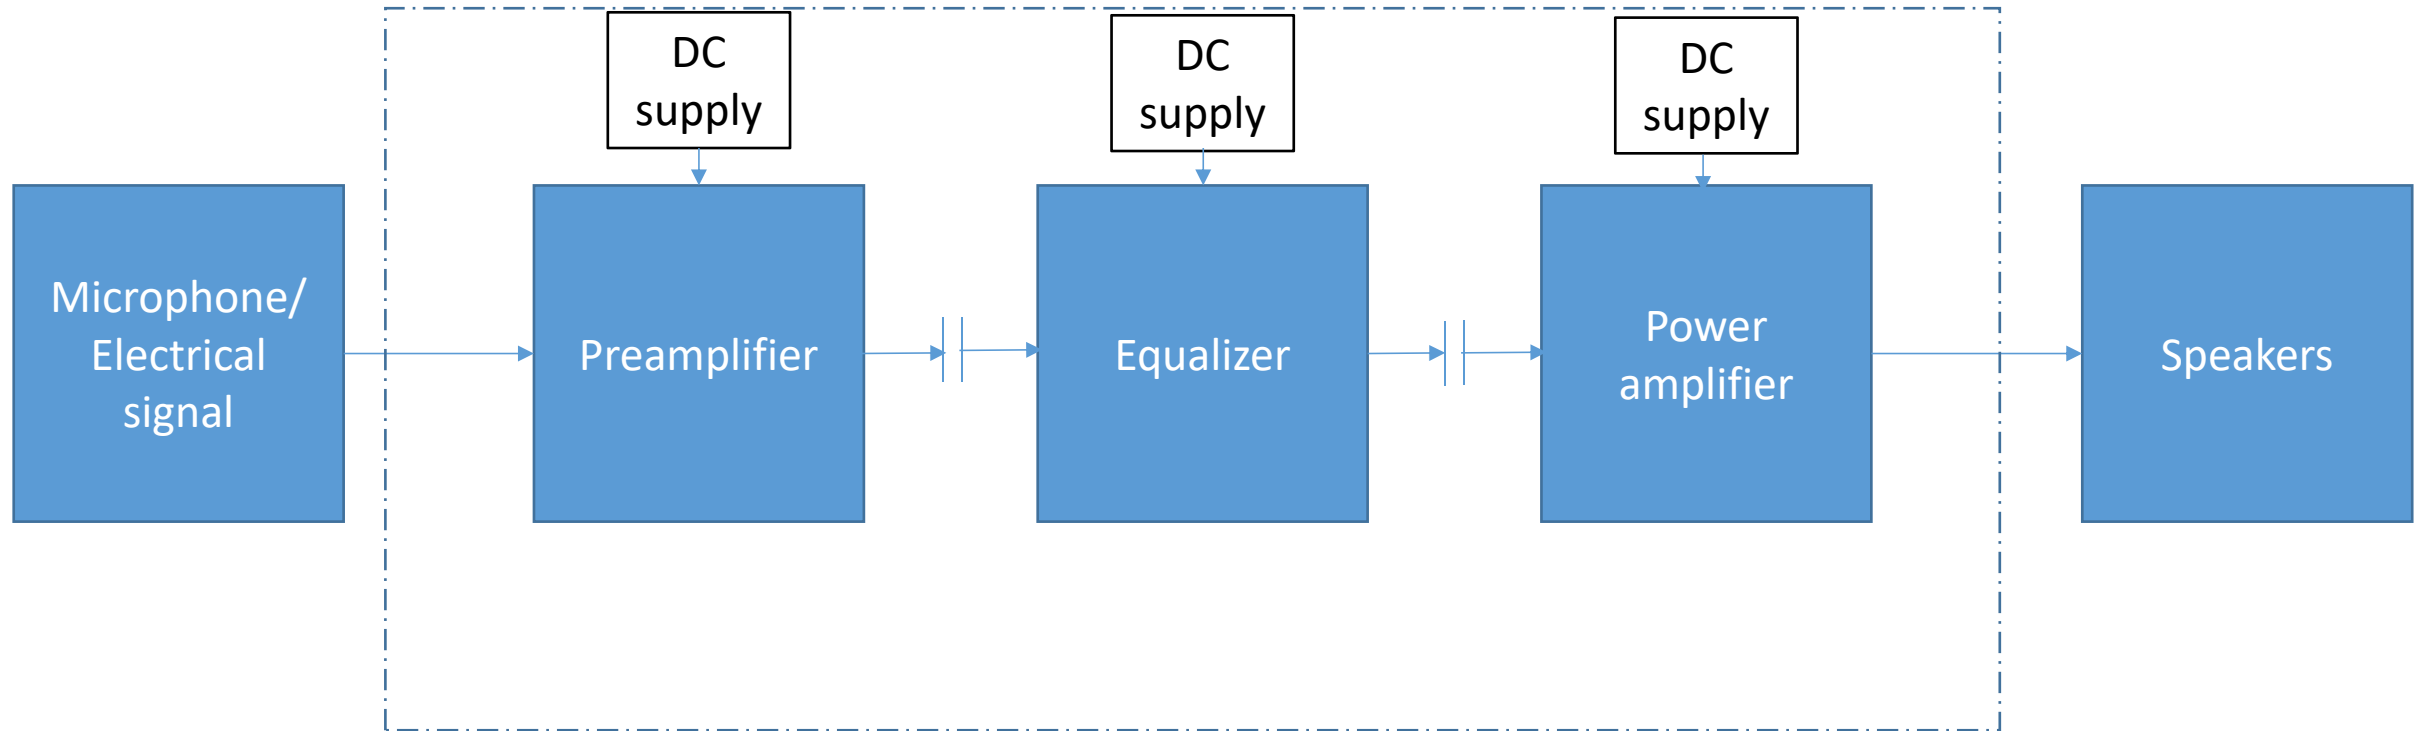 DC
supply
DC
supply
DC
supply
Microphone/
Electrical
signal
Preamplifier
Equalizer
Power
amplifier
Speakers